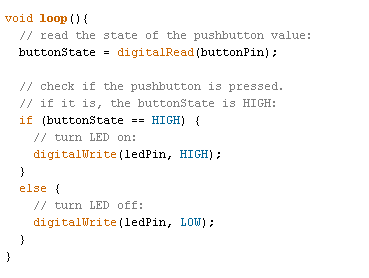 void loop(){
  // read the state of the pushbutton value:
  buttonState = digitalRead(buttonPin);

  // check if the pushbutton is pressed.
  // if it is, the buttonState is HIGH:
  if (buttonState == HIGH) {
    // turn LED on:
    digitalWrite(ledPin, HIGH);
  }
  else {
    // turn LED off:
    digitalWrite(ledPin, LOW);
  }
}